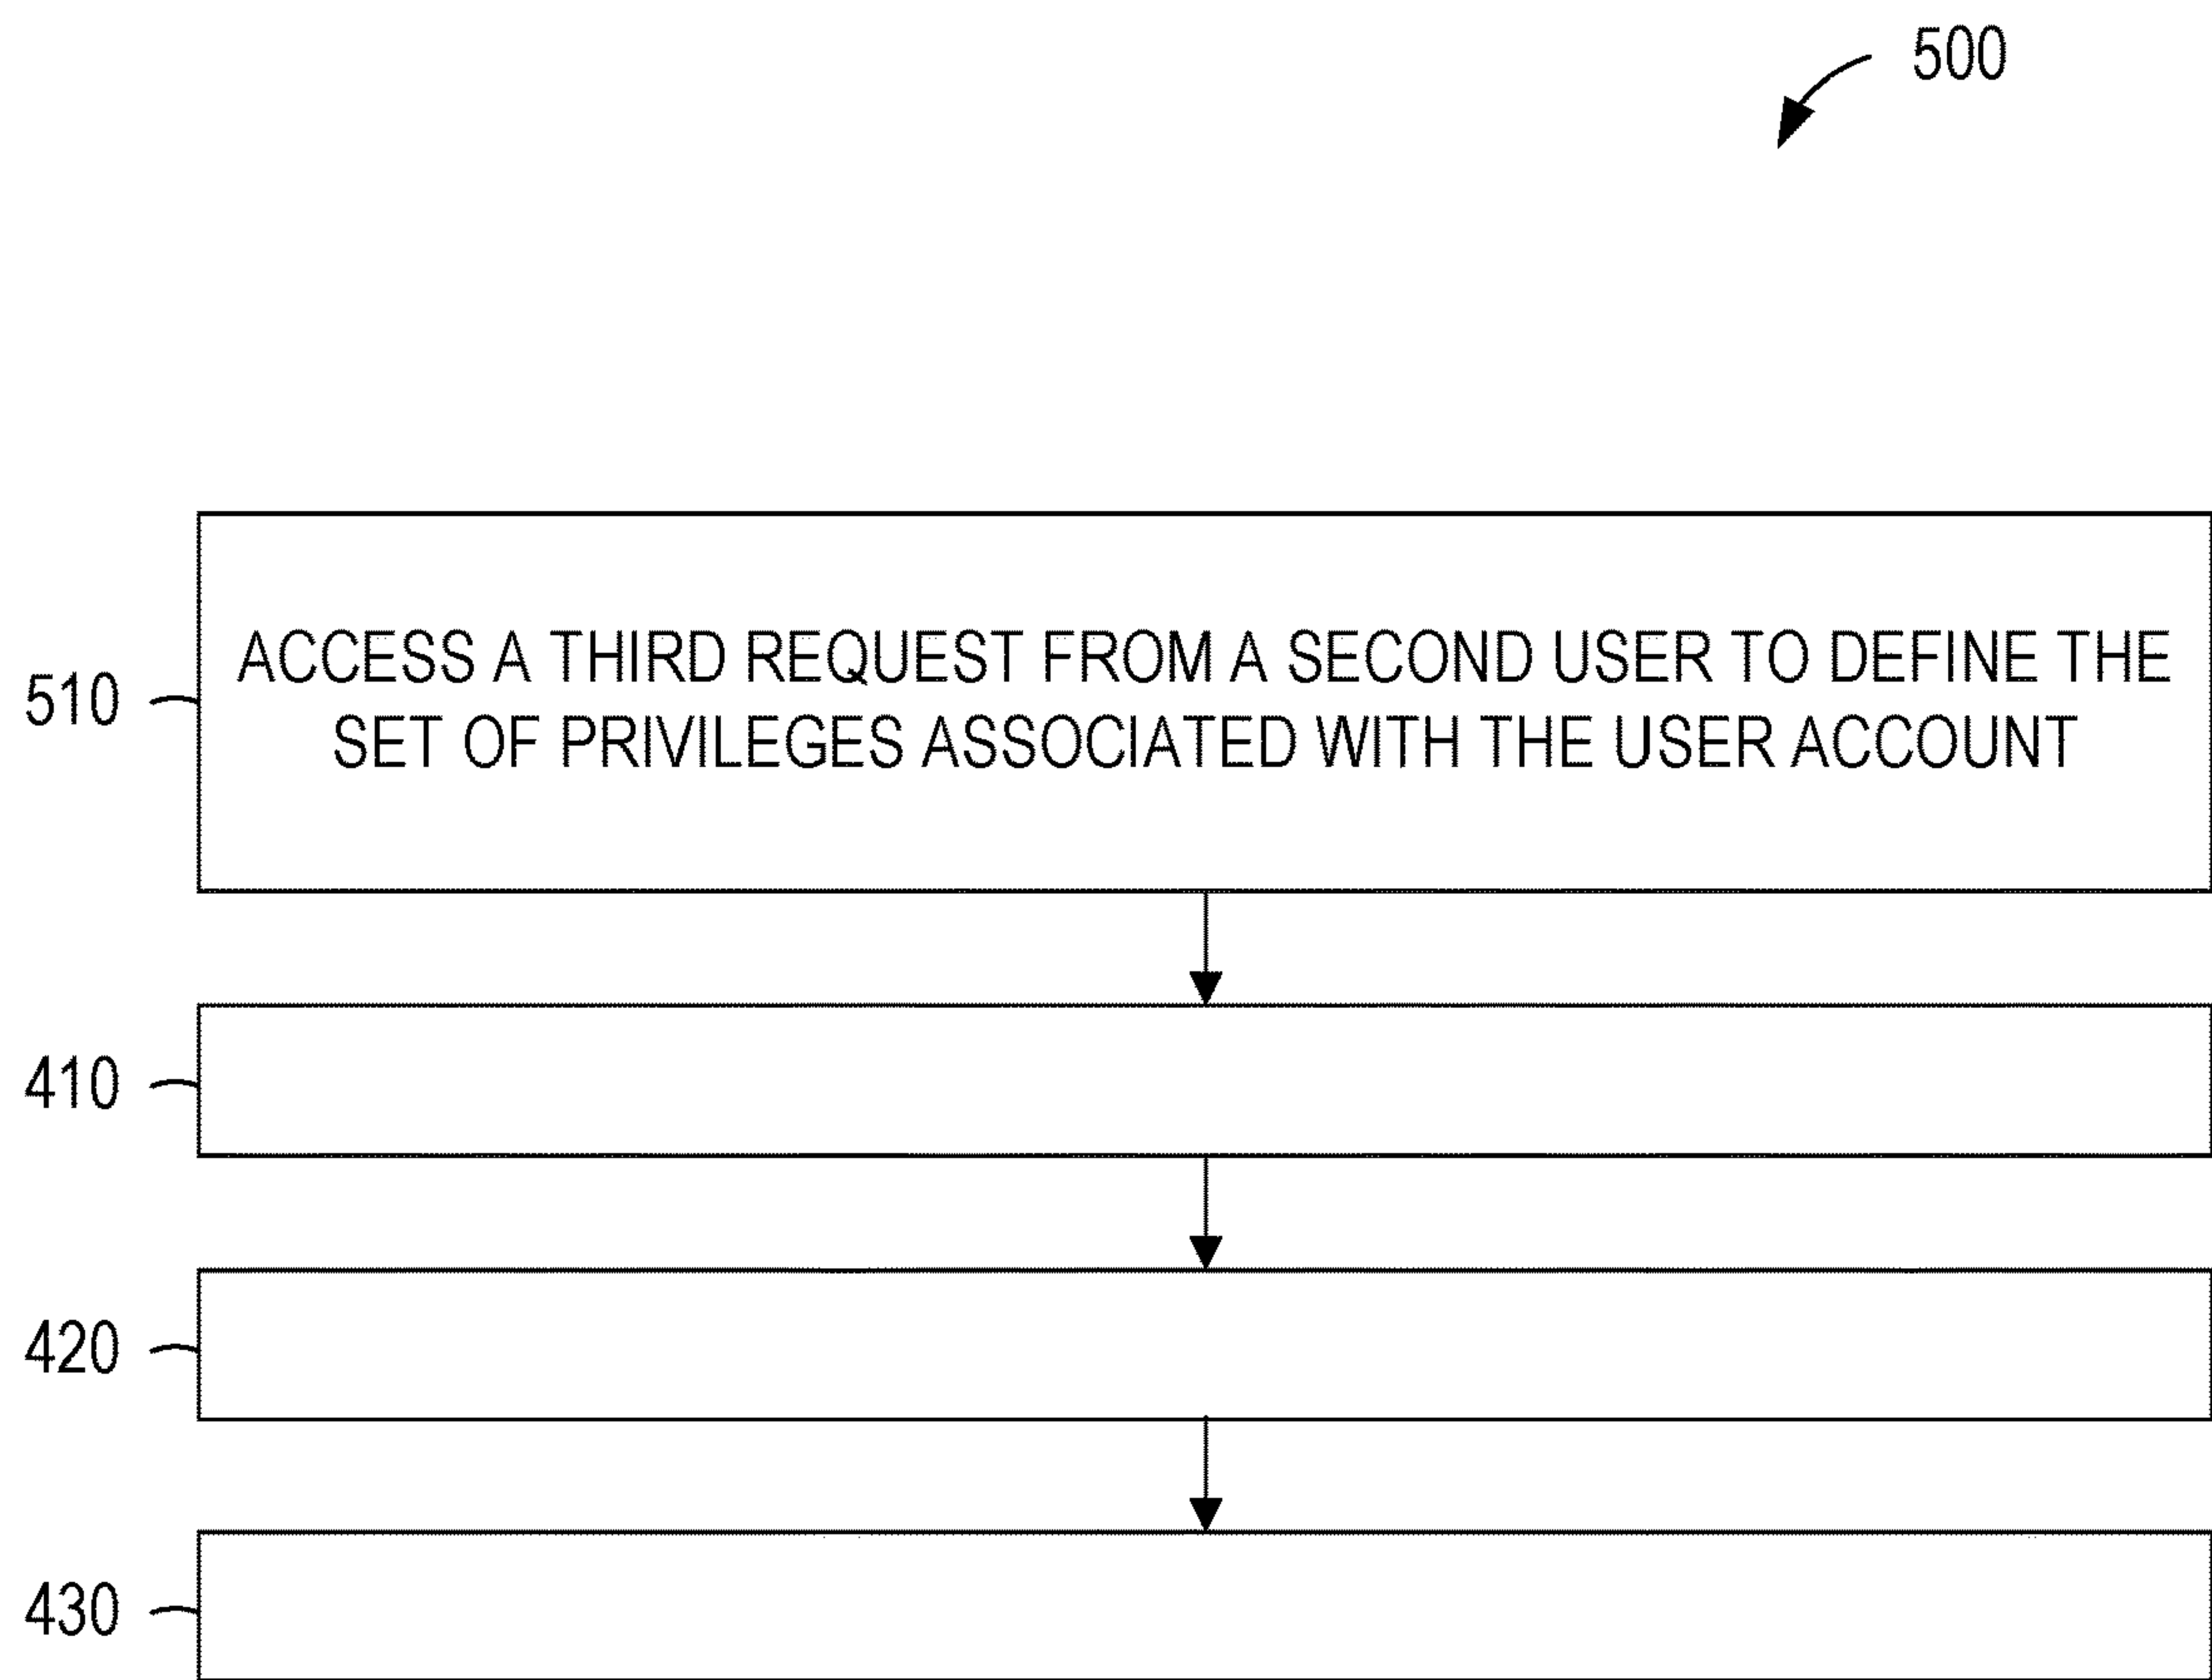 500
510
ACCESS A THIRD REQUEST FROM A SECOND USER TO DEFINE THE
SET OF PRIVILEGES ASSOCIATED WITH THE USER ACCOUNT
410
420
430